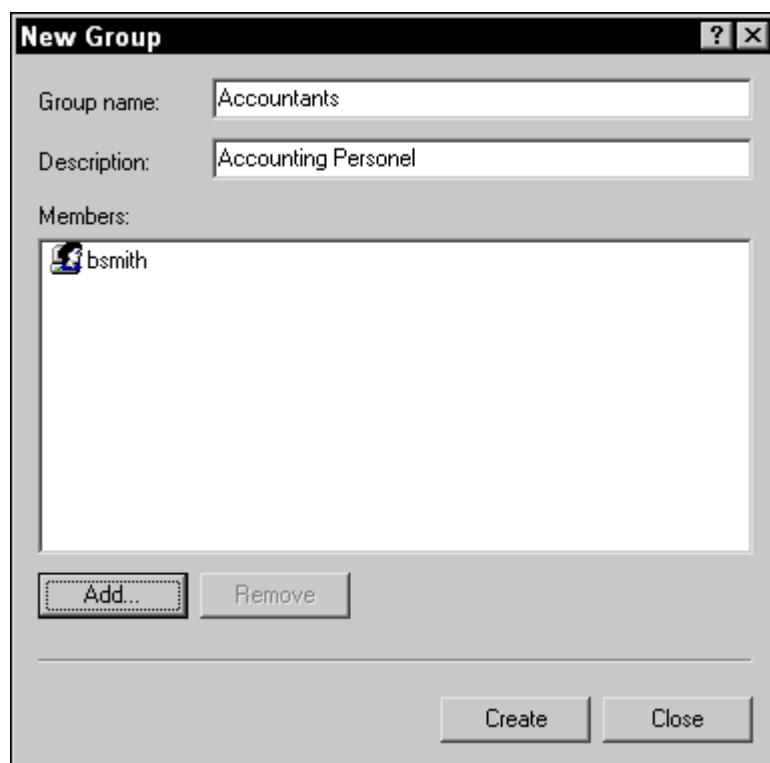 New Group
Group name: Accountants
Description: Accounting Personel
Members:
bsmith
Add... Remove
Create Close